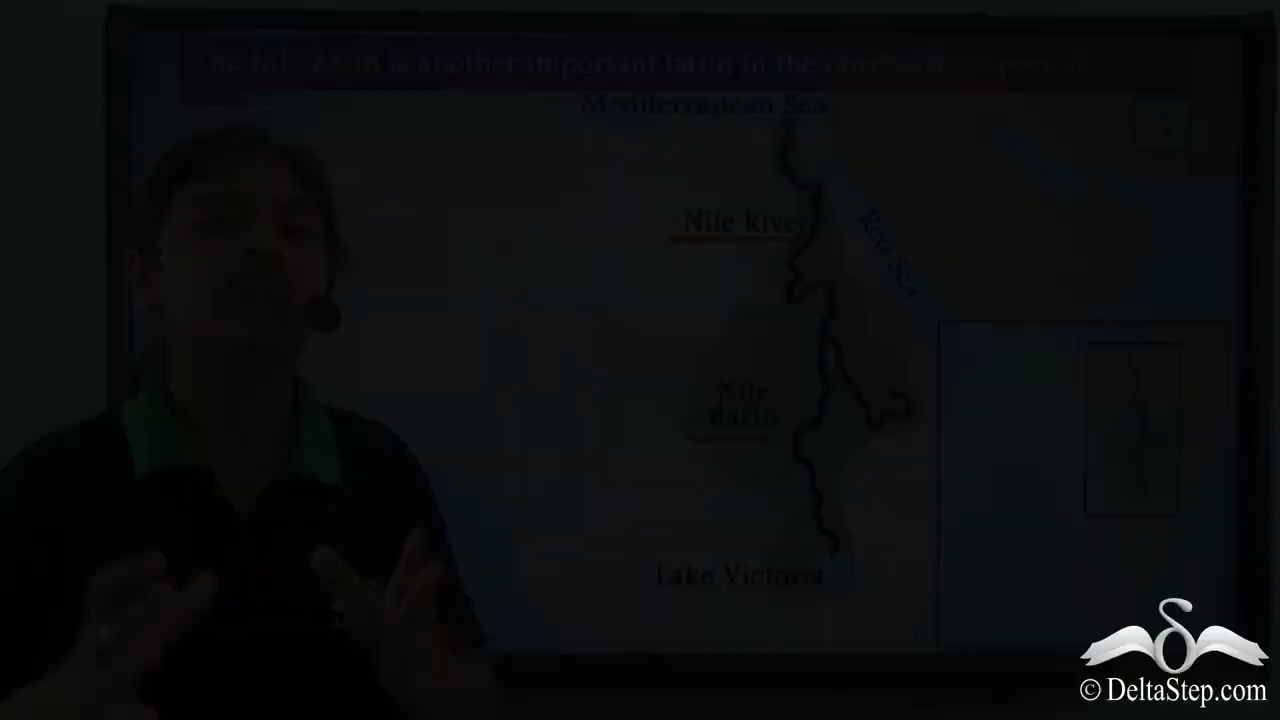 The Nile basin is another important basin in the
Mediterranean Sea
Nile River
Red Sea
Nile
Basin
Lake Victoria
© DeltaStep.com